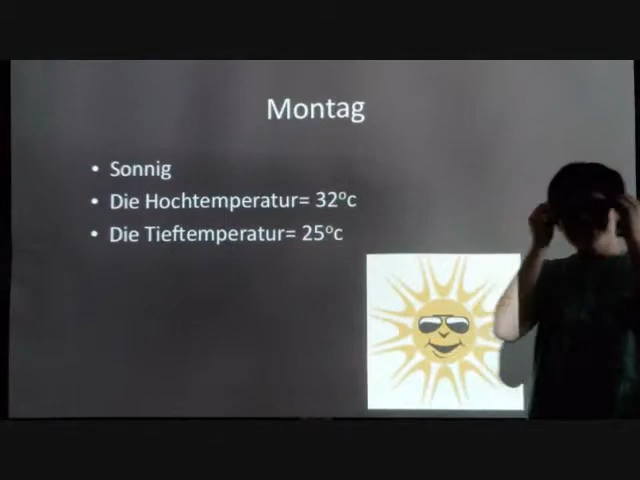 Montag
• Sonnig
• Die Hochtemperatur= 32ºc
• Die Tieftemperatur= 25ºc